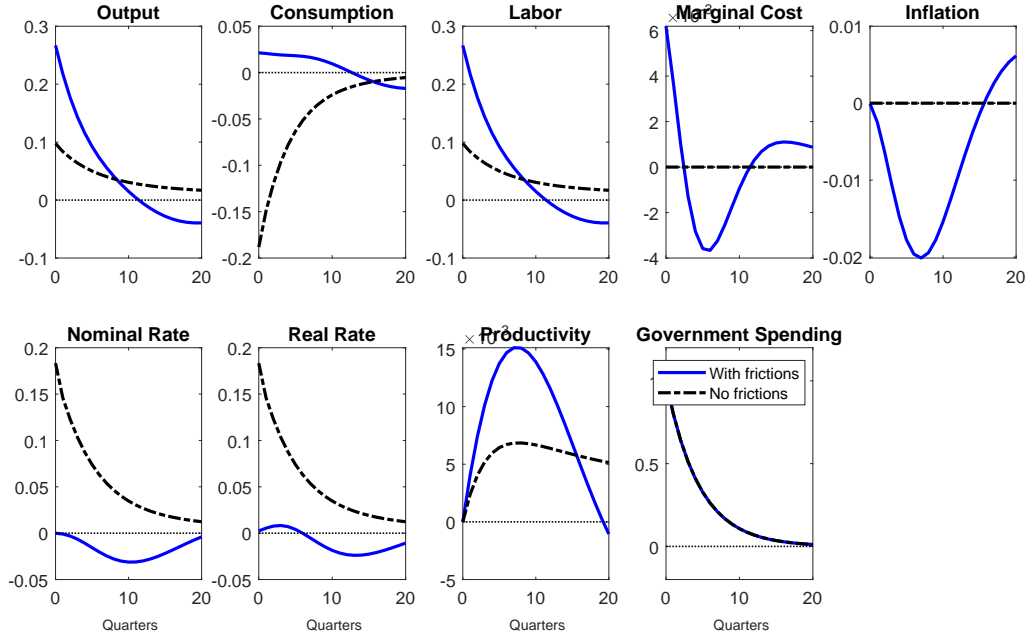 Output
0.3
0.2
0.1
0
-0.1
0 10 20
Consumption
0.05
0
-0.05
-0.1
-0.15
-0.2
0 10 20
Labor
0.3
0.2
0.1
0
-0.1
0 10 20
Marginal Cost
6
4
2
0
-2
-4
0 10 20
Inflation
0.01
0
-0.01
-0.02
0 10 20
Nominal Rate
0.2
0.15
0.1
0.05
0
-0.05
0 10 20
Quarters
Real Rate
0.2
0.15
0.1
0.05
0
-0.05
0 10 20
Quarters
Productivity
15
10
5
0
-5
0 10 20
Quarters
Government Spending
With frictions
No frictions
0.5
0
0 10 20
Quarters